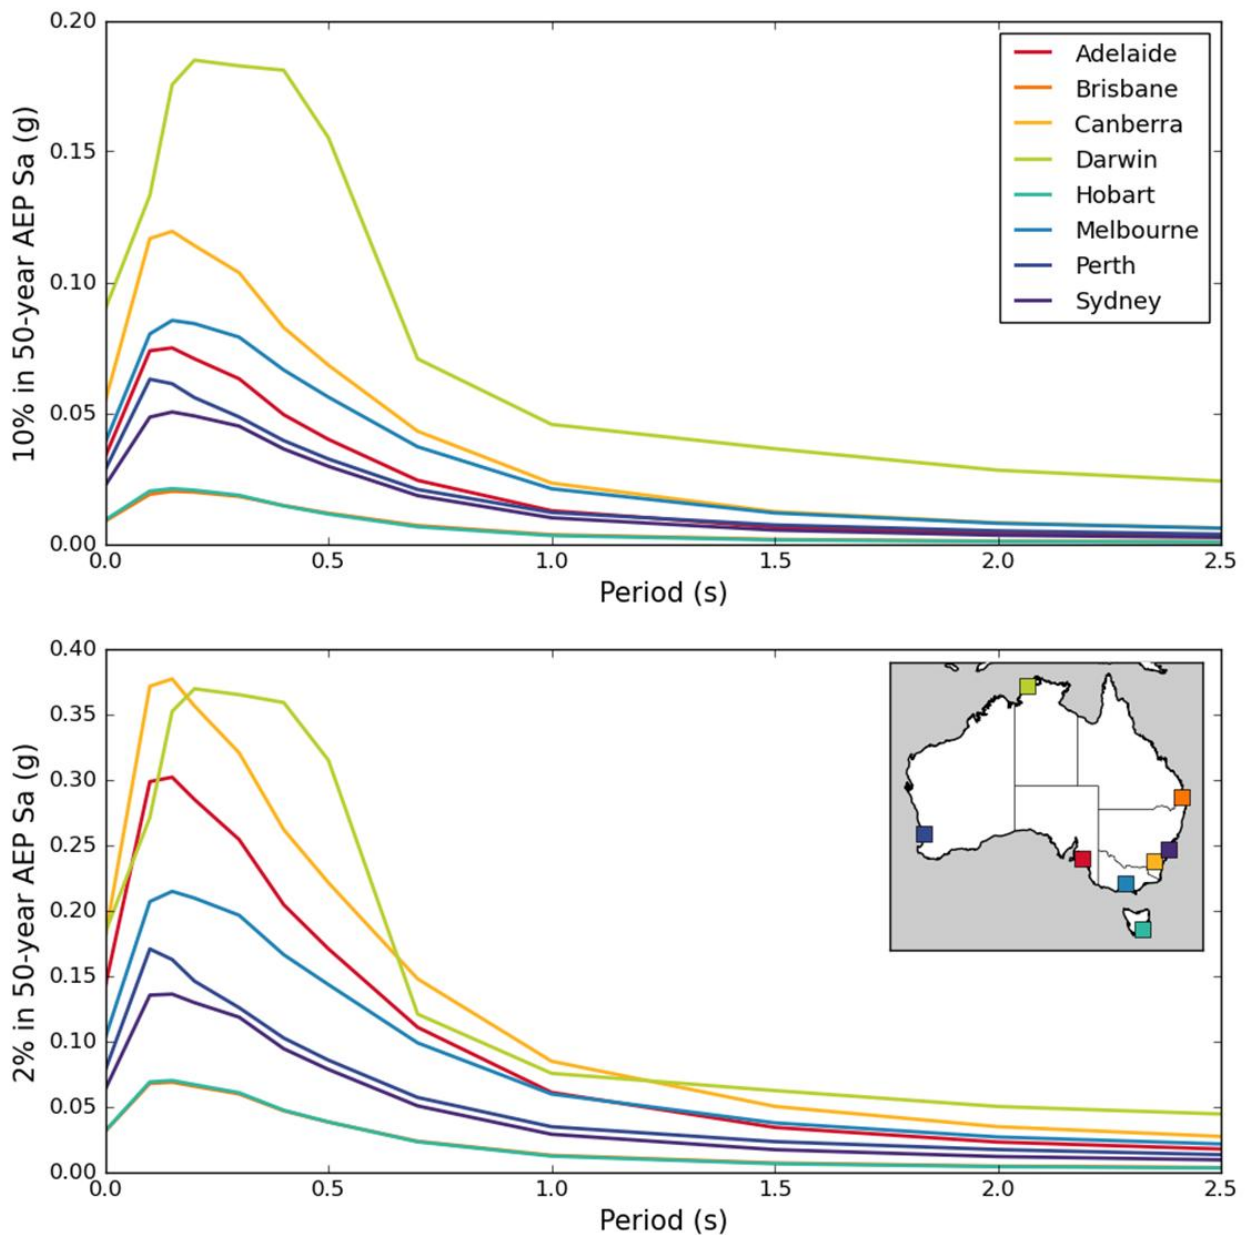 10% in 50-year AEP Sa (g)
0.20
0.15
0.10
0.05
0.00
Adelaide
Brisbane
Canberra
Darwin
Hobart
Melbourne
Perth
Sydney
0.0 0.5 1.0 1.5 2.0 2.5
Period (s)
2% in 50-year AEP Sa (g)
0.40
0.35
0.30
0.25
0.20
0.15
0.10
0.05
0.00
0.0 0.5 1.0 1.5 2.0 2.5
Period (s)